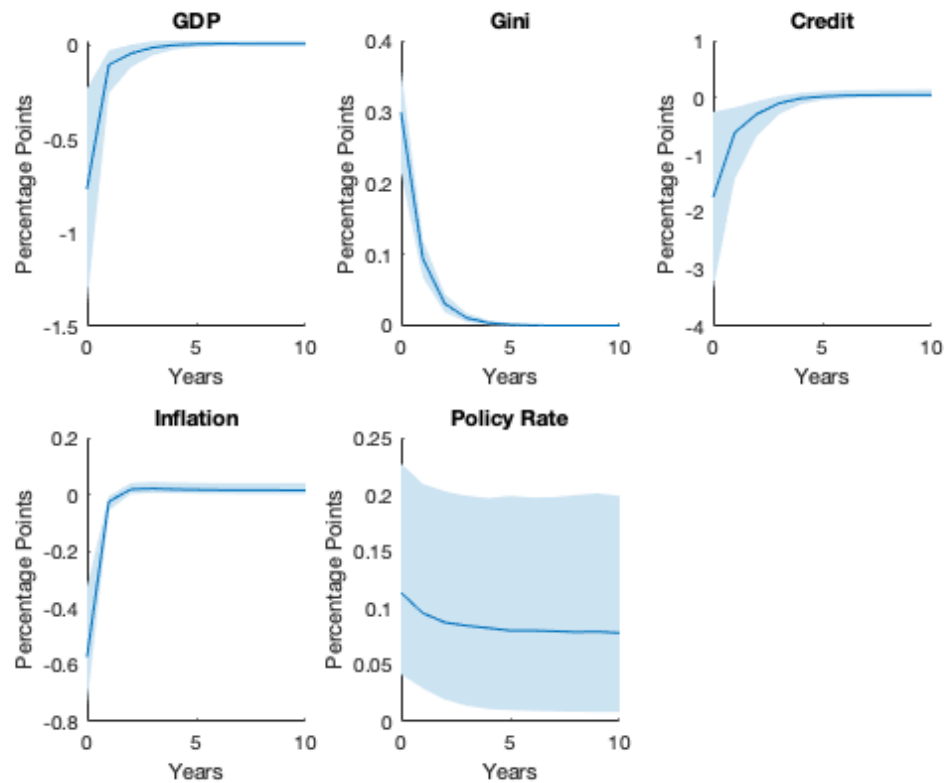 GDP
Percentage Points
0
-0.5
-1
-1.5
0 5 10
Years
Gini
Percentage Points
0.4
0.3
0.2
0.1
0
0 5 10
Years
Credit
Percentage Points
1
0
-1
-2
-3
-4
0 5 10
Years
Inflation
Percentage Points
0.2
0
-0.2
-0.4
-0.6
-0.8
0 5 10
Years
Policy Rate
Percentage Points
0.25
0.2
0.15
0.1
0.05
0
0 5 10
Years